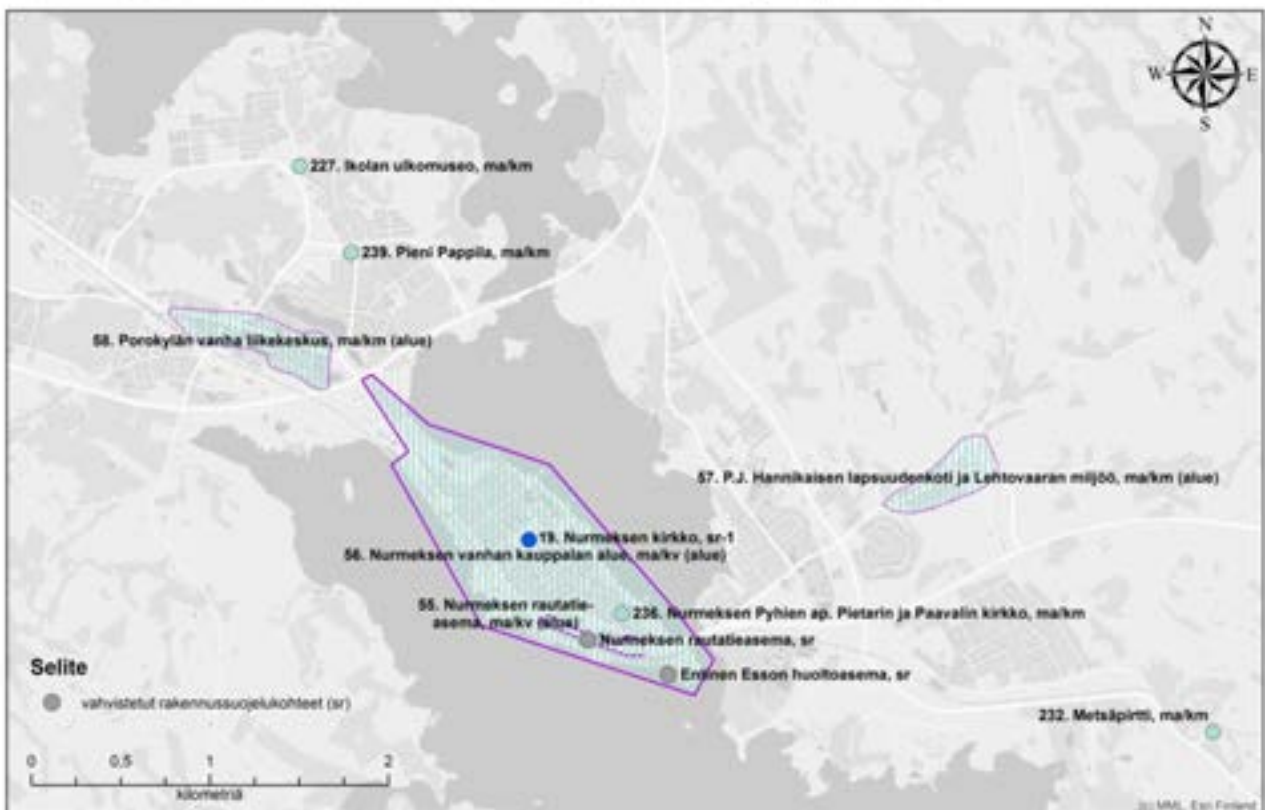 N
W E
S
227. Ikolan ulkomuseo, ma/km
239. Pieni Pappila, ma/km
58. Porokylän vanha liikekeskus, ma/km (alue)
57. P.J. Hannikaisen lapsuudenkoti ja Lehtovaaran miljöö, ma/km (alue)
19. Nurmeksen kirkko, sr-1
56. Nurmeksen vanhan kauppalan alue, ma/kv (alue)
55. Nurmeksen rautatie-
asema, ma/kv (alue)
236. Nurmeksen Pyhien ap. Pietarin ja Paavalin kirkko, ma/km
Nurmeksen rautatieasema, sr
Entinen Esson huoltoasema, sr
232. Metsäpirtti, ma/km
Selite
vahvistetut rakennussuojelukohteet (sr)
0 0,5 1 2
kilometriä
(c) MML, Esri Finland